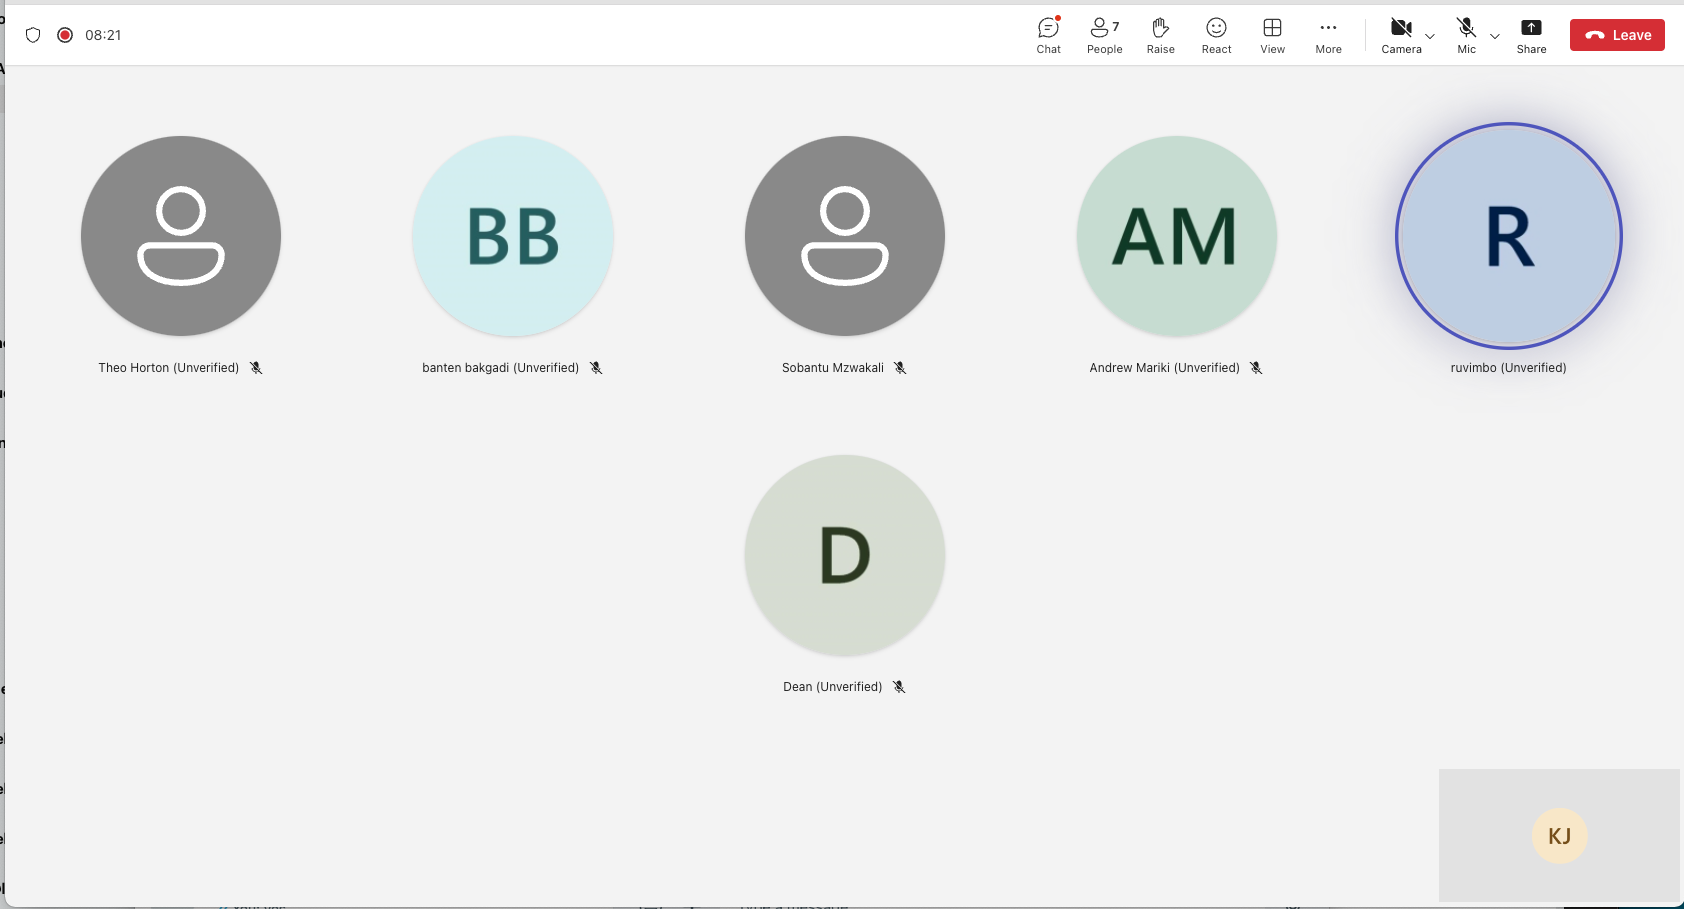 08:21
Chat
7
People
Raise
React
View
More
Camera
Mic
Share
Leave
BB
AM
R
Theo Horton (Unverified)
banten bakgadi (Unverified)
Sobantu Mzwakali
Andrew Mariki (Unverified)
ruvimbo (Unverified)
D
Dean (Unverified)
KJ